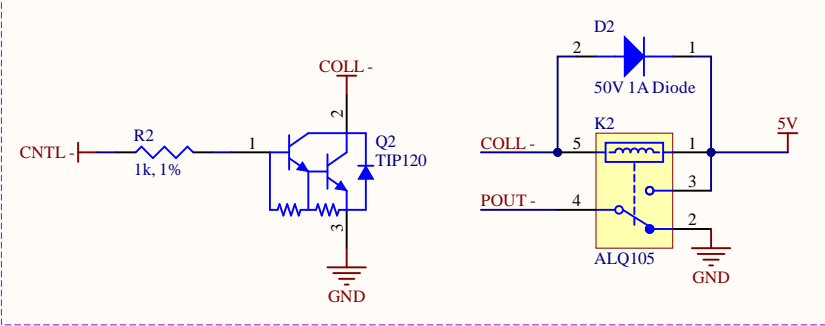 D2
2
1
50V 1A Diode
COLL -
R2
CNTL -
1k, 1%
1
2
Q2
TIP120
3
GND
K2
COLL -
5
1
5V
3
POUT -
4
2
ALQ105
GND